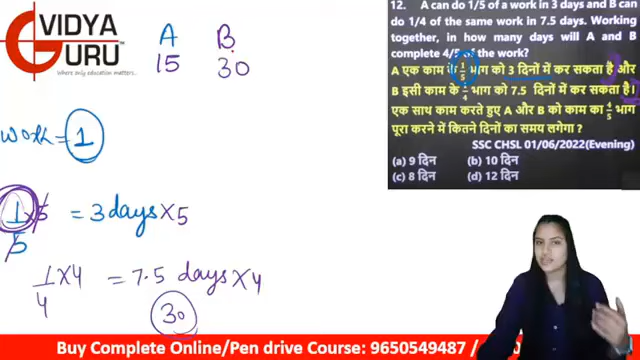 VIDYA
GURU
Where only education matters...
A B
15 30
work = 1
1/5 ×5 = 3 days × 5
1/4 ×4 = 7.5 days ×4
30
12. A can do 1/5 of a work in 3 days and B can
do 1/4 of the same work in 7.5 days. Working
together, in how many days will A and B
complete 4/5 of the work?
A एक काम के 1/5 भाग को 3 दिनों में कर सकता है और
B इसी काम के 1/4 भाग को 7.5 दिनों में कर सकता है।
एक साथ काम करते हुए A और B को काम का 4/5 भाग
पूरा करने में कितने दिनों का समय लगेगा ?
SSC CHSL 01/06/2022(Evening)
(a) 9 दिन (b) 10 दिन
(c) 8 दिन (d) 12 दिन
Buy Complete Online/Pen drive Course: 9650549487 /